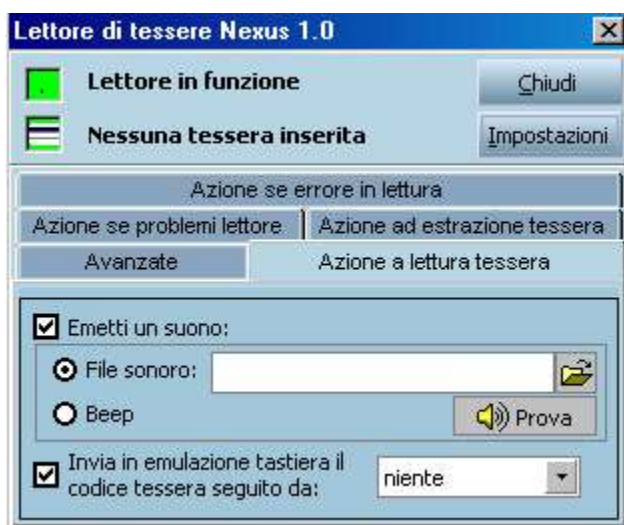 Lettore di tessere Nexus 1.0
Lettore in funzione
Chiudi
Nessuna tessera inserita
Impostazioni
Azione se errore in lettura
Azione se problemi lettore
Azione ad estrazione tessera
Avanzate
Azione a lettura tessera
Emetti un suono:
File sonoro:
Beep
Prova
Invia in emulazione tastiera il
codice tessera seguito da:
niente